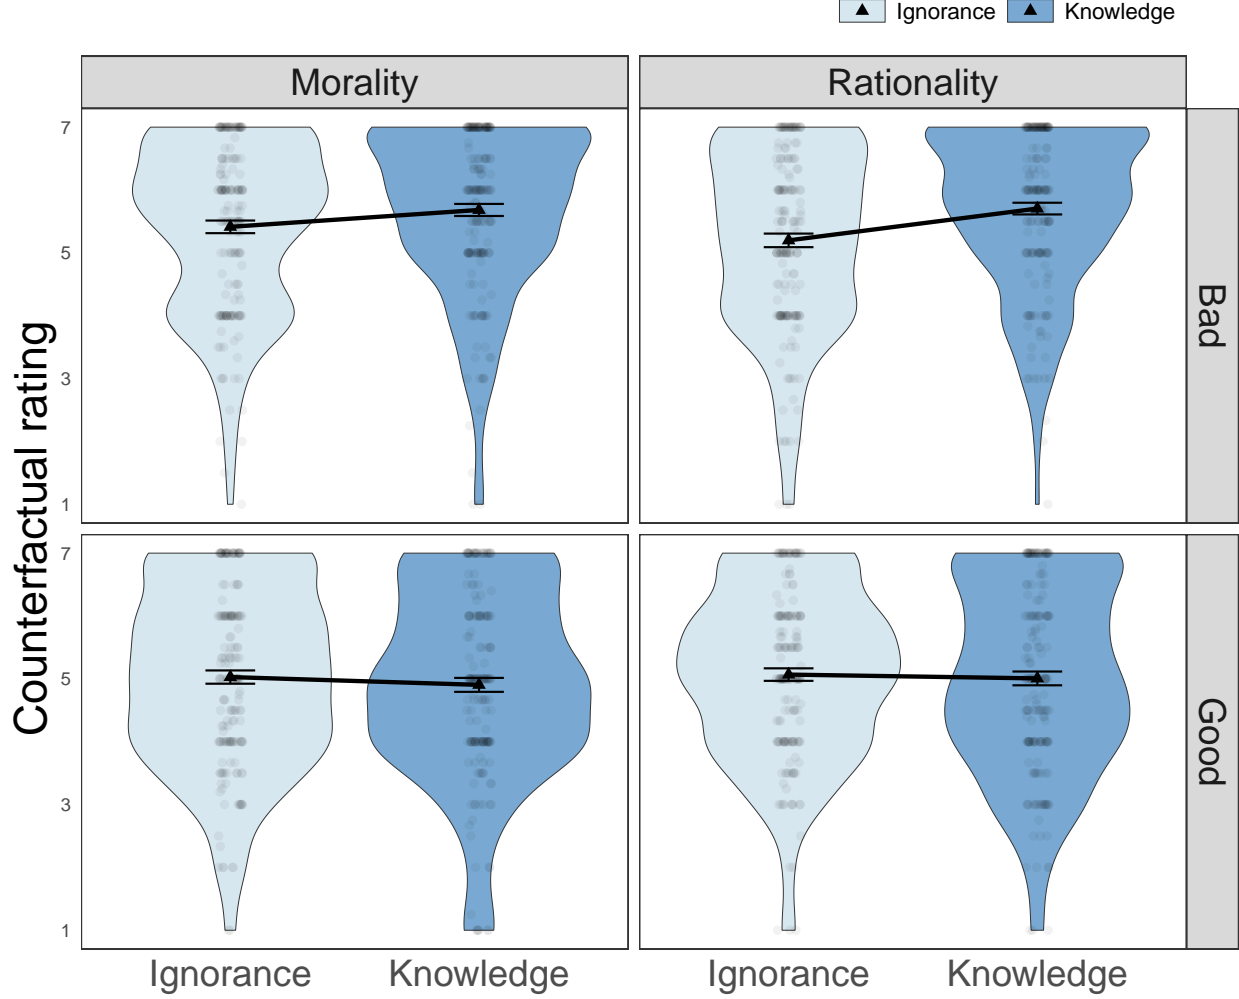 Ignorance Knowledge
Morality Rationality
Counterfactual rating
7
5
3
1
Bad
7
5
3
1
Good
Ignorance Knowledge Ignorance Knowledge